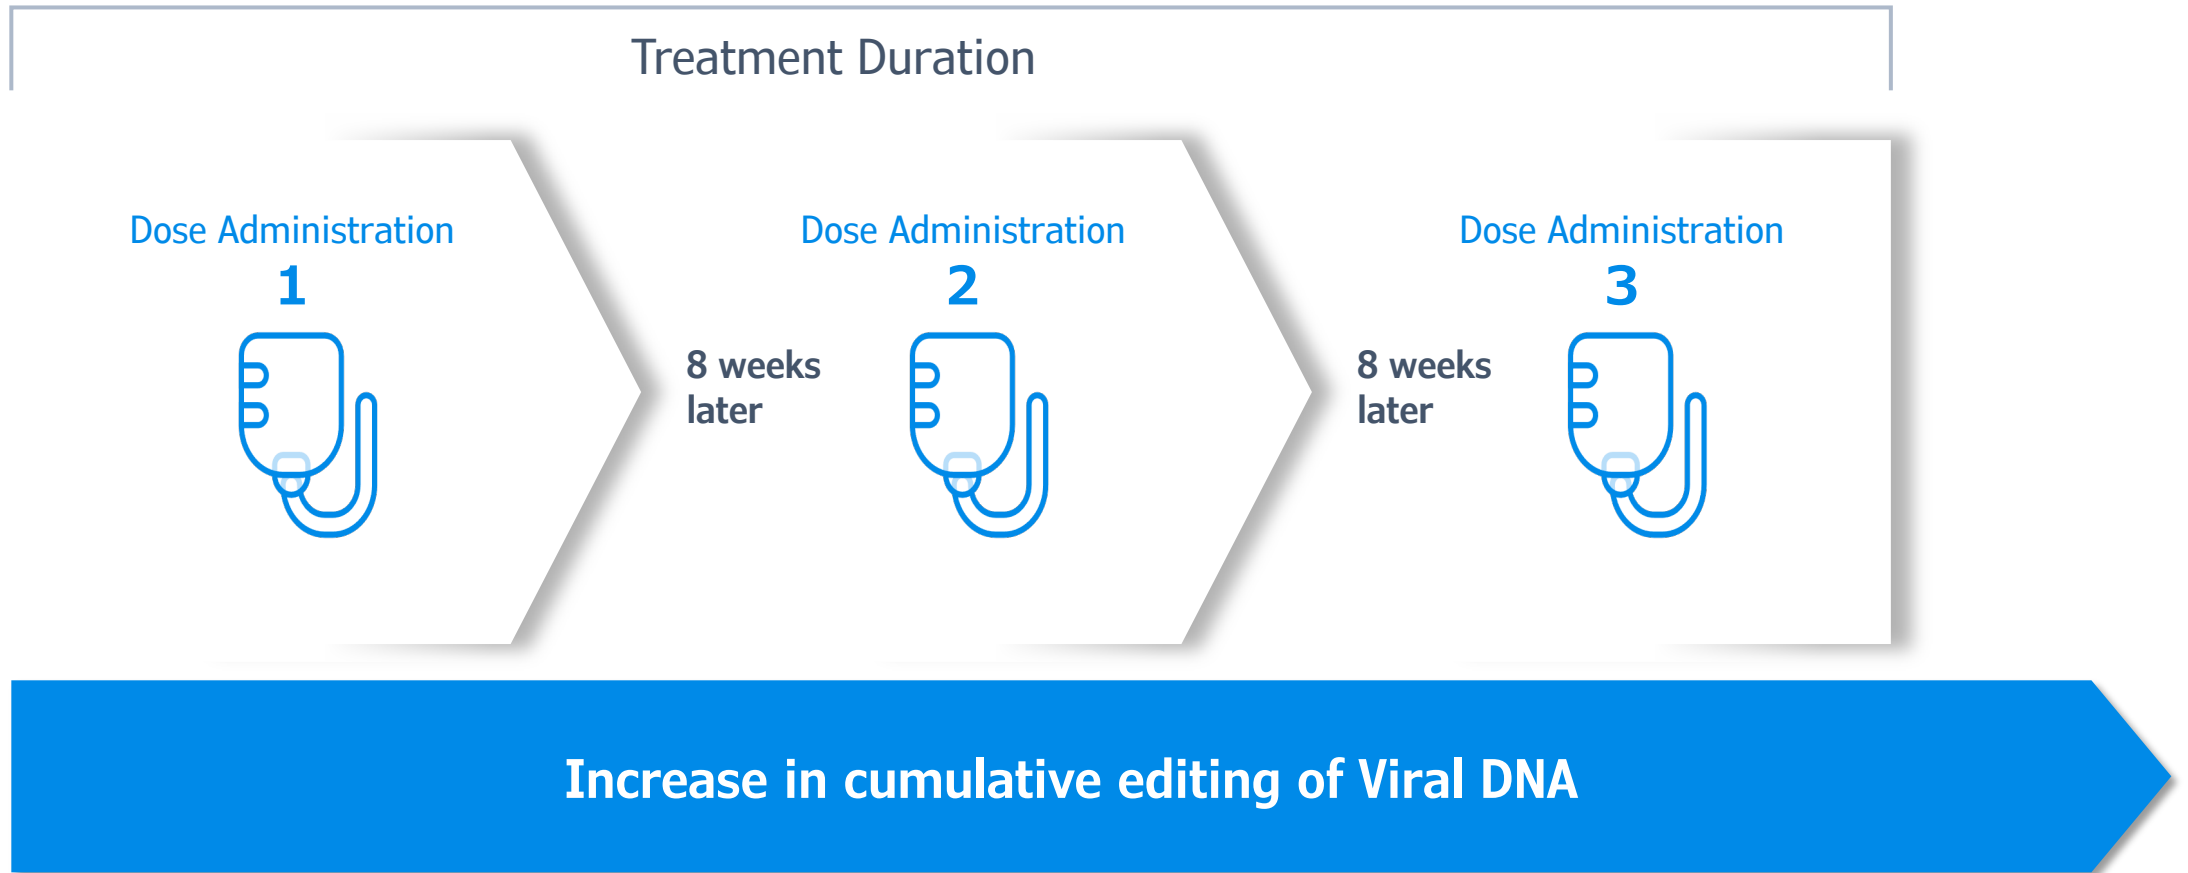 Treatment Duration
Dose Administration
1
8 weeks
later
Dose Administration
2
8 weeks
later
Dose Administration
3
Increase in cumulative editing of Viral DNA